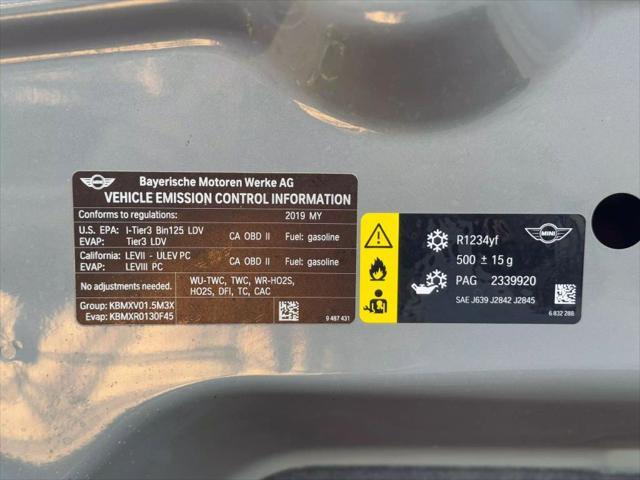 MINI
Bayerische Motoren Werke AG
VEHICLE EMISSION CONTROL INFORMATION
Conforms to regulations: 2019 MY
U.S. EPA: I-Tier3 Bin125 LDV
EVAP: Tier3 LDV
CA OBD II Fuel: gasoline
California: LEVII - ULEV PC
EVAP: LEVIII PC
CA OBD II Fuel: gasoline
No adjustments needed.
WU-TWC, TWC, WR-HO2S,
HO2S, DFI, TC, CAC
Group: KBMXV01.5M3X
Evap: KBMXR0130F45
9 487 431
MINI
R1234yf
500 ± 15 g
PAG 2339920
SAE J639 J2842 J2845
6 832 288